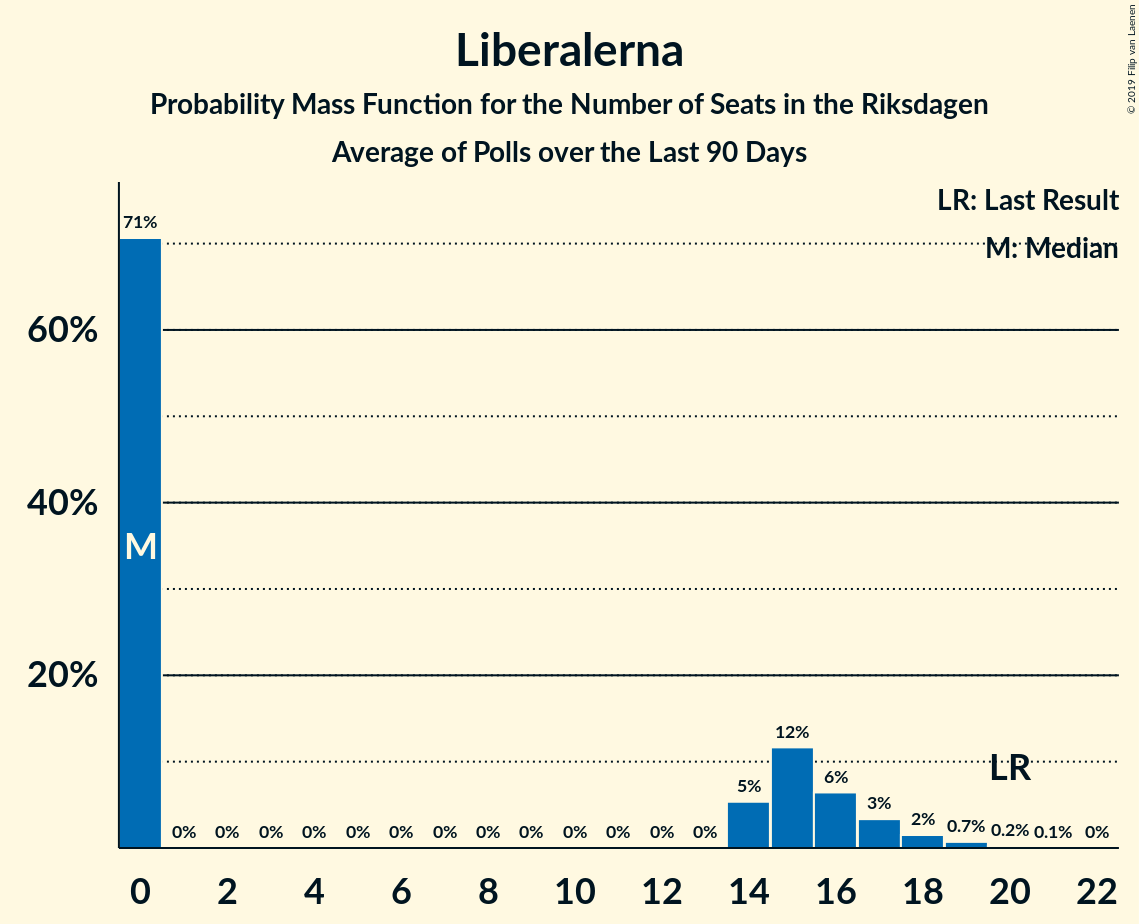 Liberalerna
Probability Mass Function for the Number of Seats in the Riksdagen
Average of Polls over the Last 90 Days
© 2019 Filip van Laenen
LR: Last Result
M: Median
71%
60%
40%
M
20%
0% 0% 0% 0% 0% 0% 0% 0% 0% 0% 0% 0% 0% 5% 12% 6% 3% 2% 0.7% 0.2% 0.1% 0%
LR
0 2 4 6 8 10 12 14 16 18 20 22